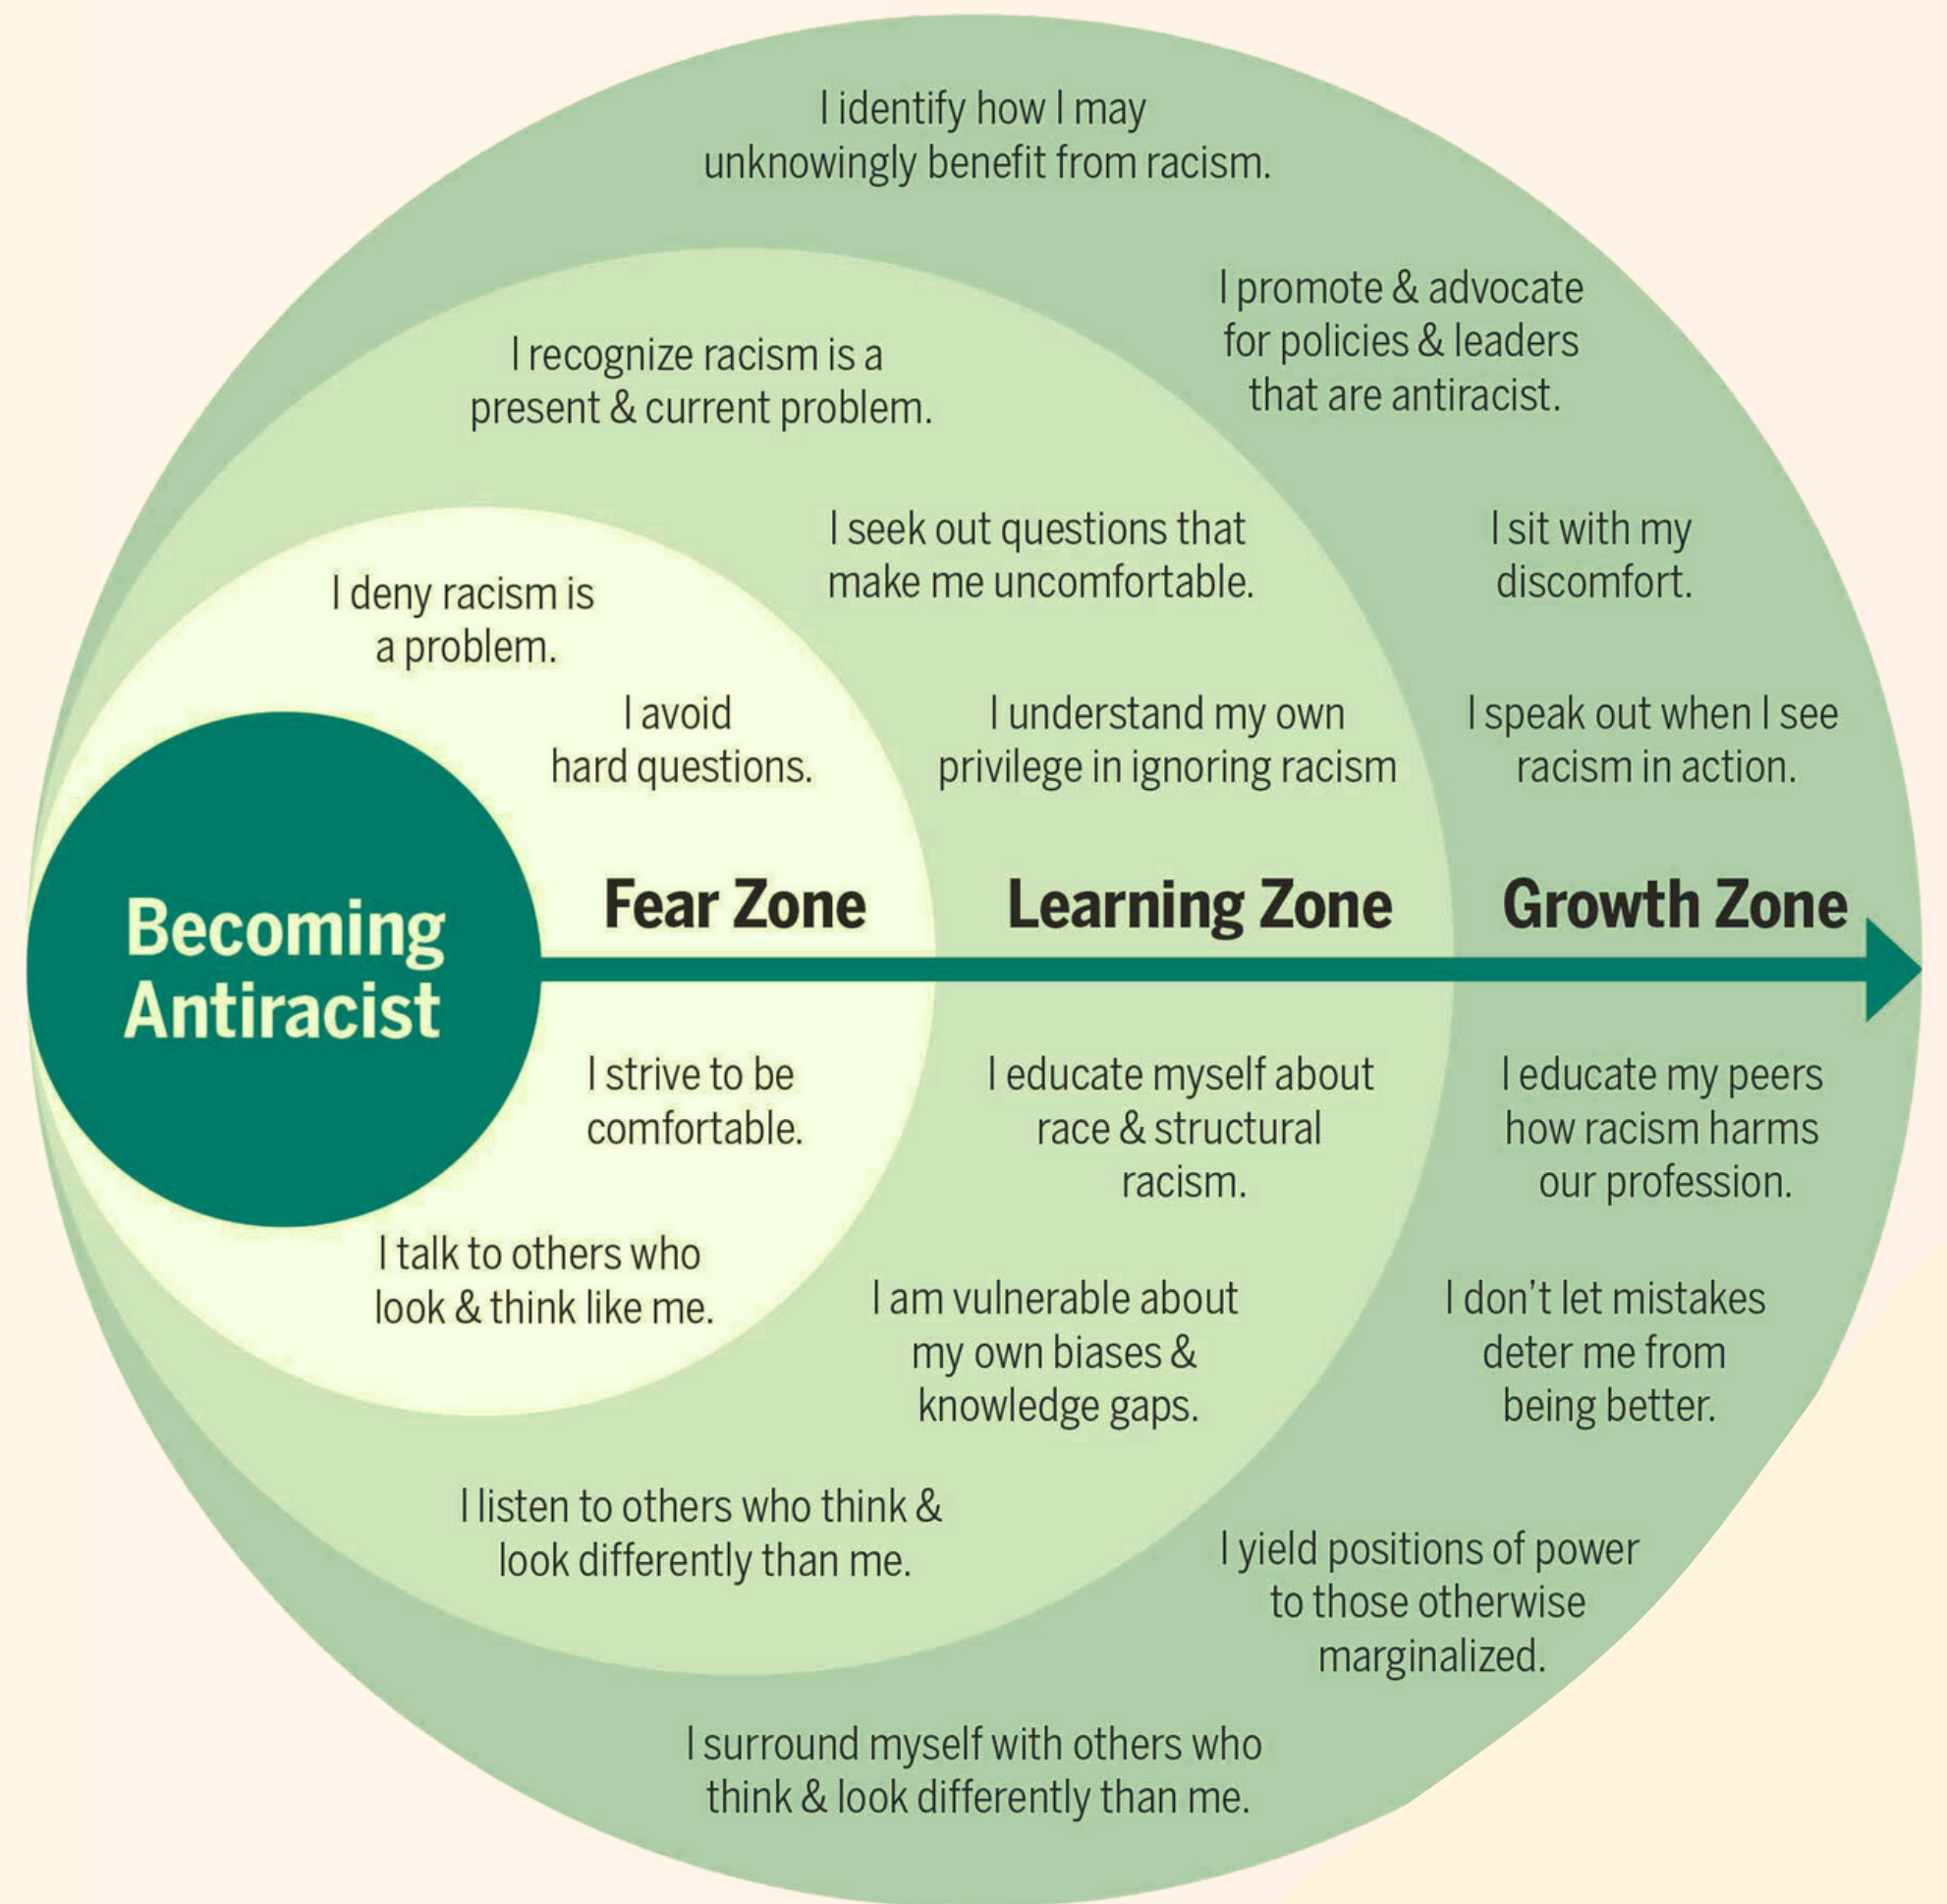 I identify how I may
unknowingly benefit from racism.
I promote & advocate
for policies & leaders
that are antiracist.
I recognize racism is a
present & current problem.
I seek out questions that
make me uncomfortable.
I sit with my
discomfort.
I deny racism is
a problem.
I avoid
hard questions.
I understand my own
privilege in ignoring racism
I speak out when I see
racism in action.
Becoming
Antiracist
Fear Zone
Learning Zone
Growth Zone
I strive to be
comfortable.
I educate myself about
race & structural
racism.
I educate my peers
how racism harms
our profession.
I talk to others who
look & think like me.
I am vulnerable about
my own biases &
knowledge gaps.
I don't let mistakes
deter me from
being better.
I listen to others who think &
look differently than me.
I yield positions of power
to those otherwise
marginalized.
I surround myself with others who
think & look differently than me.